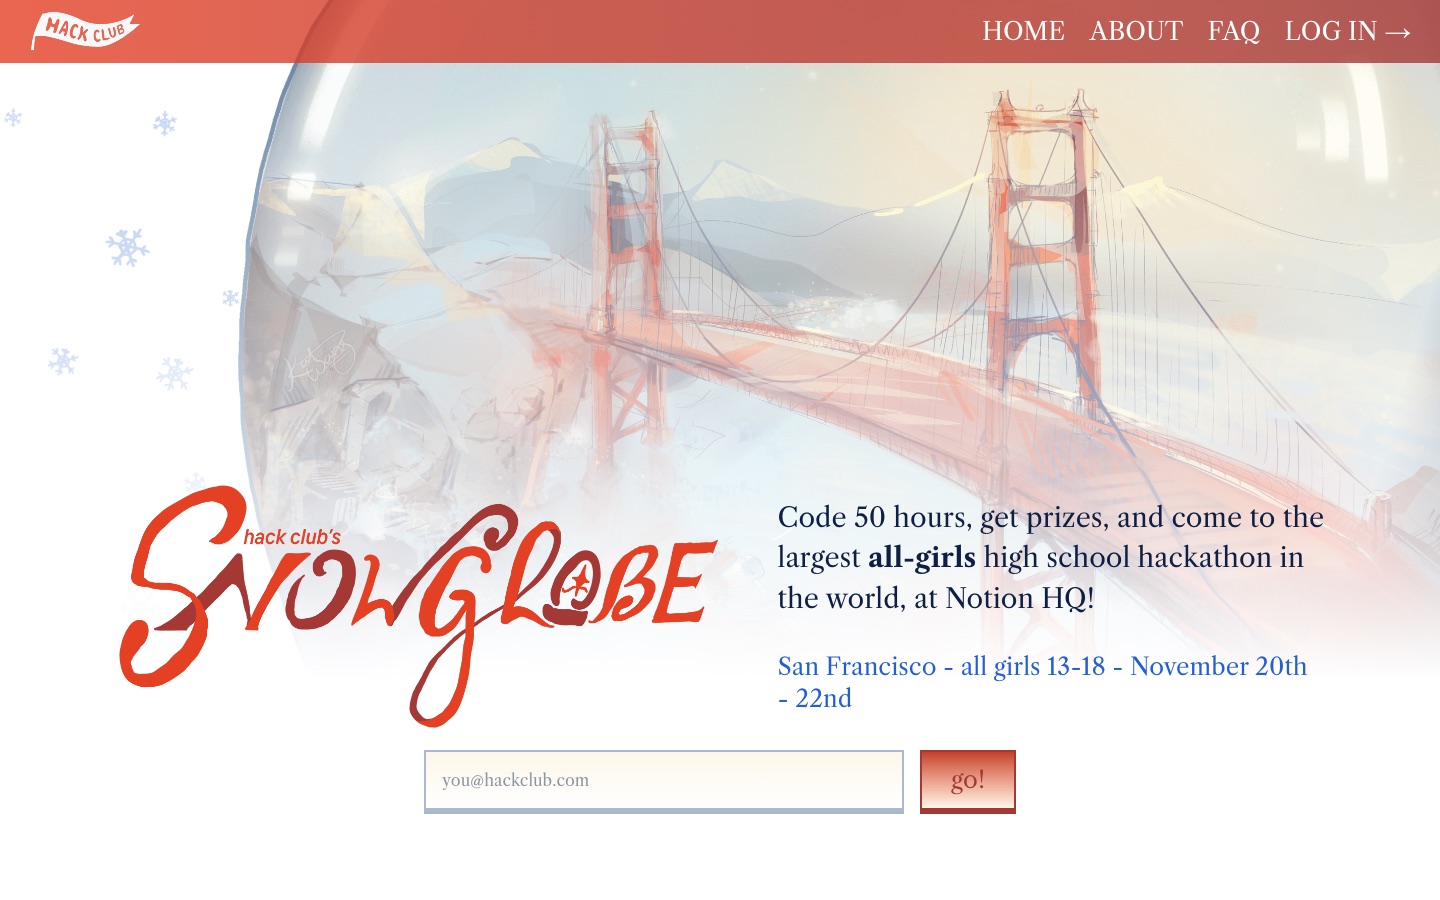 HACK CLUB
HOME ABOUT FAQ LOG IN →
hack club's
SNOWGLOBE
Code 50 hours, get prizes, and come to the
largest all-girls high school hackathon in
the world, at Notion HQ!
San Francisco - all girls 13-18 - November 20th
- 22nd
you@hackclub.com
go!